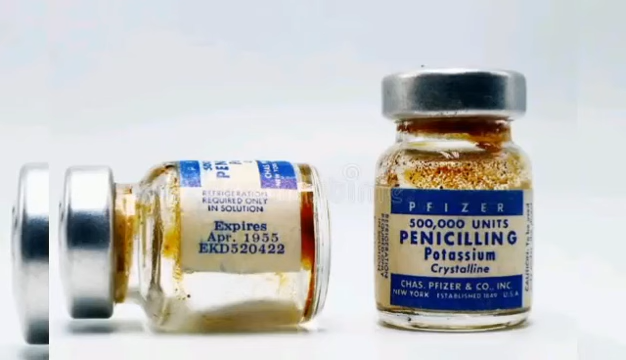 REFRIGERATION
REQUIRED ONLY
IN SOLUTION
Expires
Apr. 1955
EKD520422
PFIZER
500,000 UNITS
PENICILLIN G
Potassium
Crystalline
CHAS. PFIZER & CO., INC.
NEW YORK ESTABLISHED 1849 U.S.A